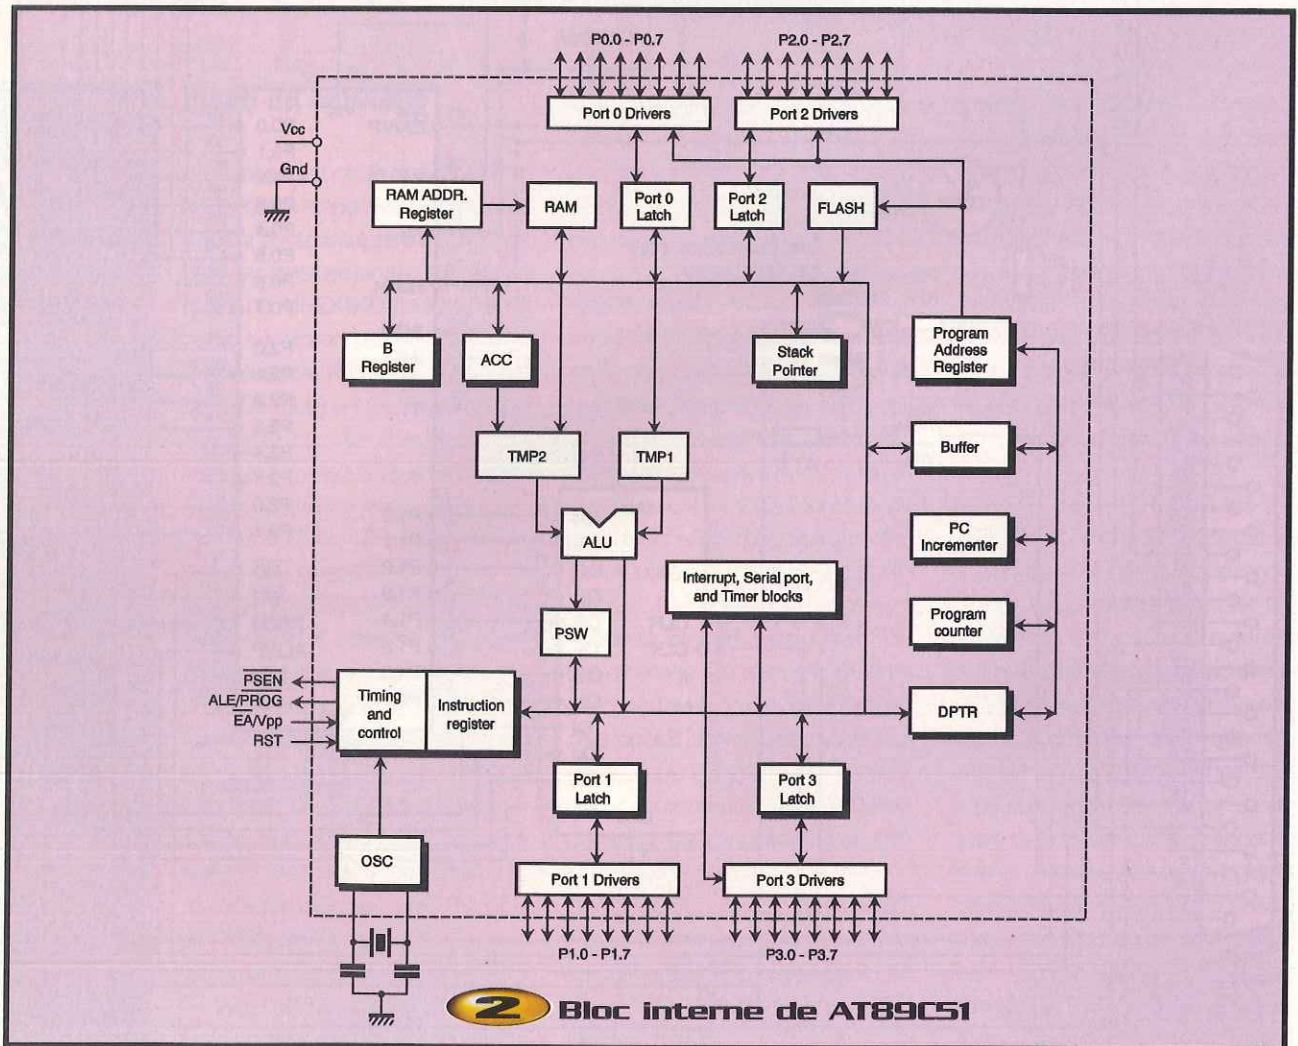 P0.0 - P0.7
P2.0 - P2.7
Port 0 Drivers
Port 2 Drivers
Vcc
Gnd
RAM ADDR.
Register
RAM
Port 0
Latch
Port 2
Latch
FLASH
B
Register
ACC
Stack
Pointer
Program
Address
Register
TMP2
TMP1
Buffer
ALU
PC
Incrementer
Interrupt, Serial port,
and Timer blocks
PSW
Program
counter
PSEN
ALE/PROG
EA/Vpp
RST
Timing
and
control
Instruction
register
DPTR
Port 1
Latch
Port 3
Latch
OSC
Port 1 Drivers
Port 3 Drivers
P1.0 - P1.7
P3.0 - P3.7
2 Bloc interne de AT89C51